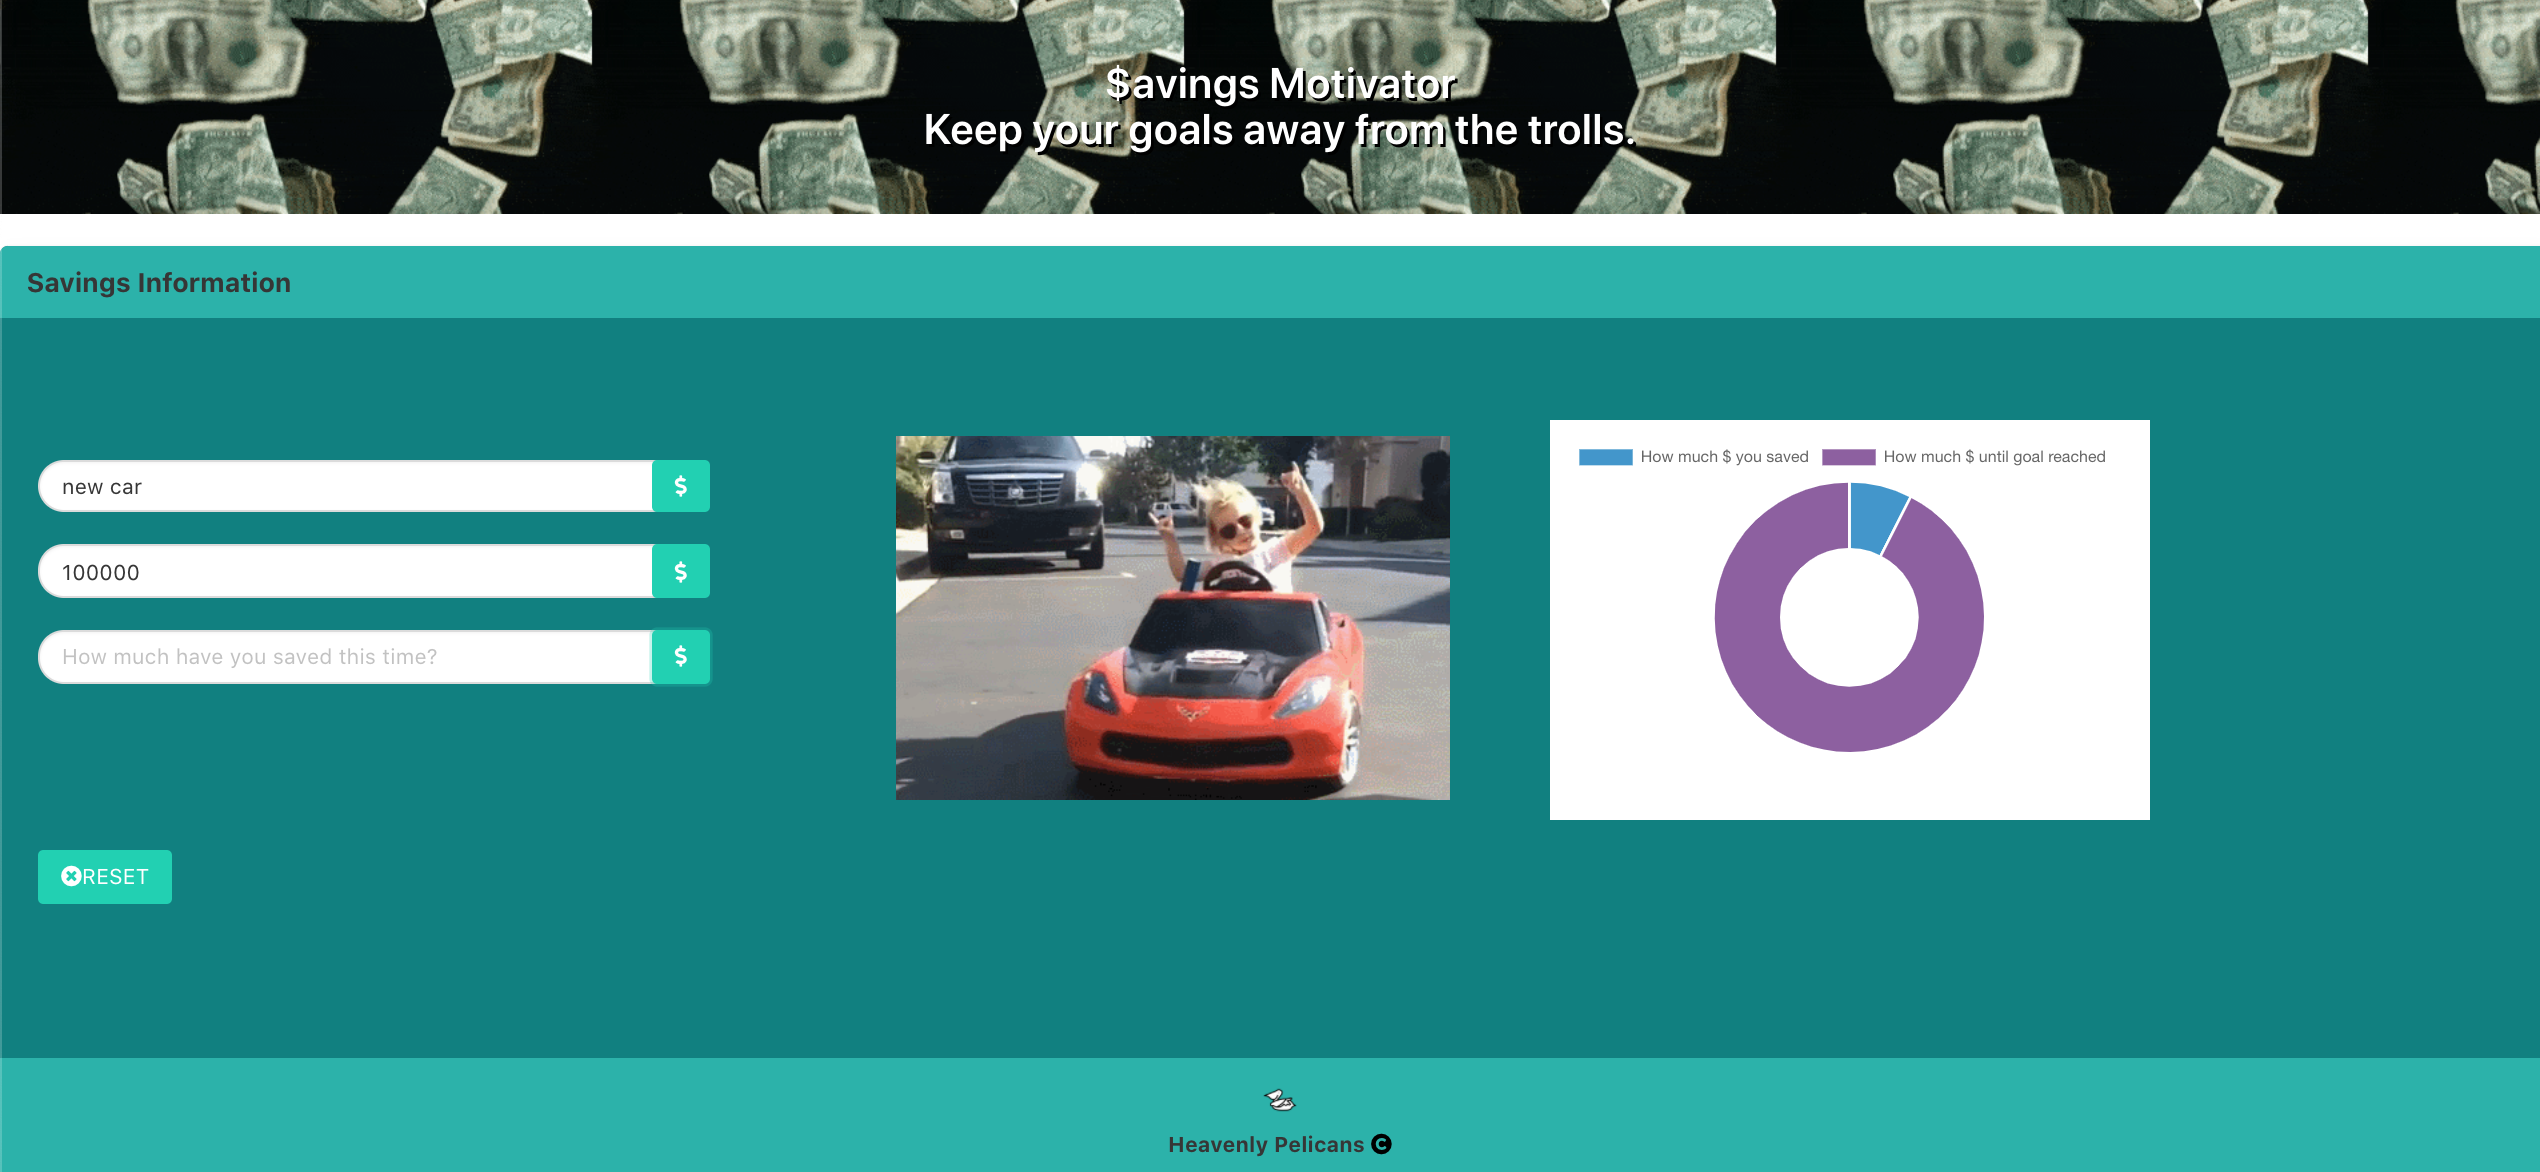 $avings Motivator
Keep your goals away from the trolls.
Savings Information
new car
$
100000
$
How much have you saved this time?
$
RESET
How much $ you saved
How much $ until goal reached
Heavenly Pelicans ©